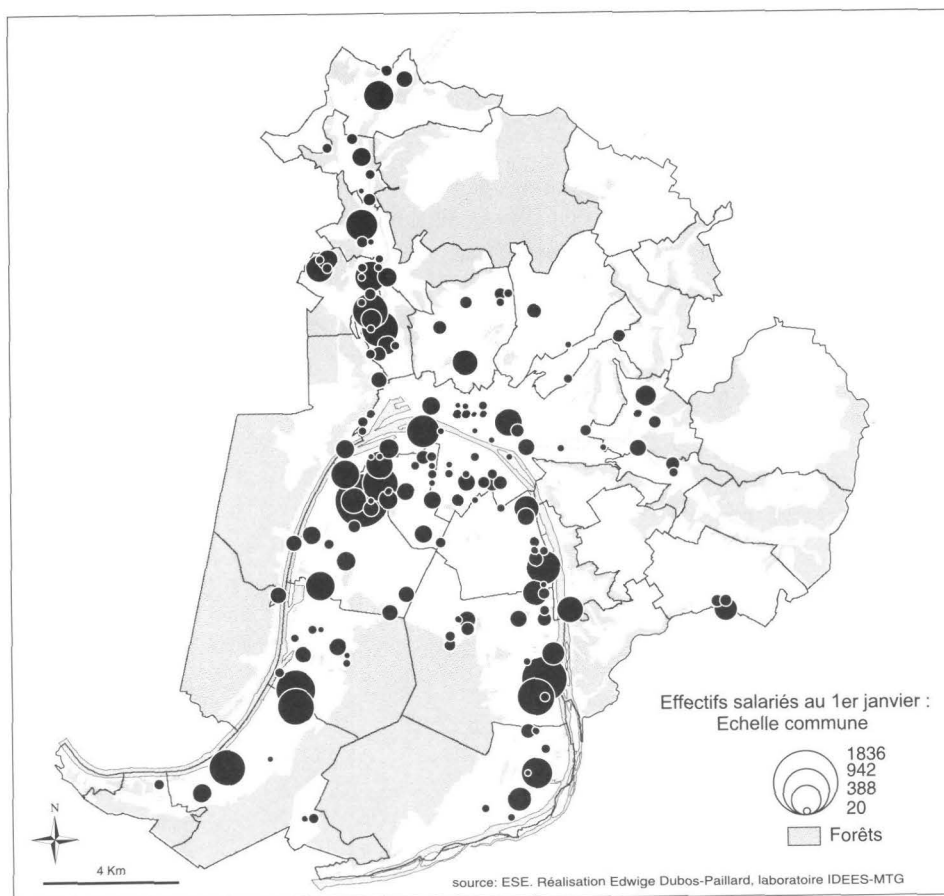 Effectifs salariés au 1er janvier :
Echelle commune
1836
942
388
20
Forêts
N
4 Km
source: ESE. Réalisation Edwige Dubos-Paillard, laboratoire IDEES-MTG